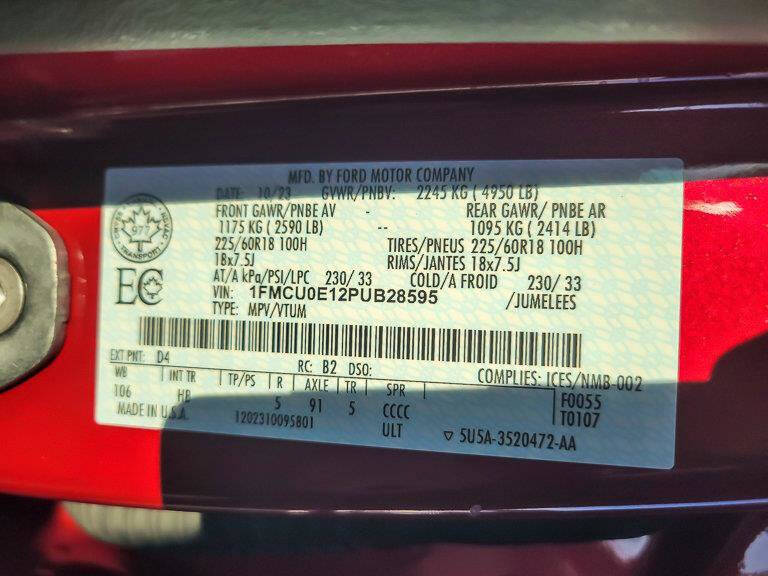 MFD. BY FORD MOTOR COMPANY
DATE: 10/23 GVWR/PNBV: 2245 KG ( 4950 LB)
FRONT GAWR/PNBE AV - REAR GAWR/ PNBE AR
1175 KG ( 2590 LB) -- 1095 KG ( 2414 LB)
225/60R18 100H TIRES/PNEUS 225/60R18 100H
18x7.5J RIMS/JANTES 18x7.5J
AT/A kPa/PSI/LPC 230/ 33 COLD/A FROID 230/ 33
VIN: 1FMCU0E12PUB28595 /JUMELEES
TYPE: MPV/VTUM
977
TRANSPORT
EC
EXT PNT: D4 RC: B2 DSO: COMPLIES: ICES/NMB-002
WB INT TR TP/PS R AXLE TR SPR F0055
106 HB 5 91 5 CCCC T0107
MADE IN U.S.A. 1202310095801 ULT ▽ 5U5A-3520472-AA